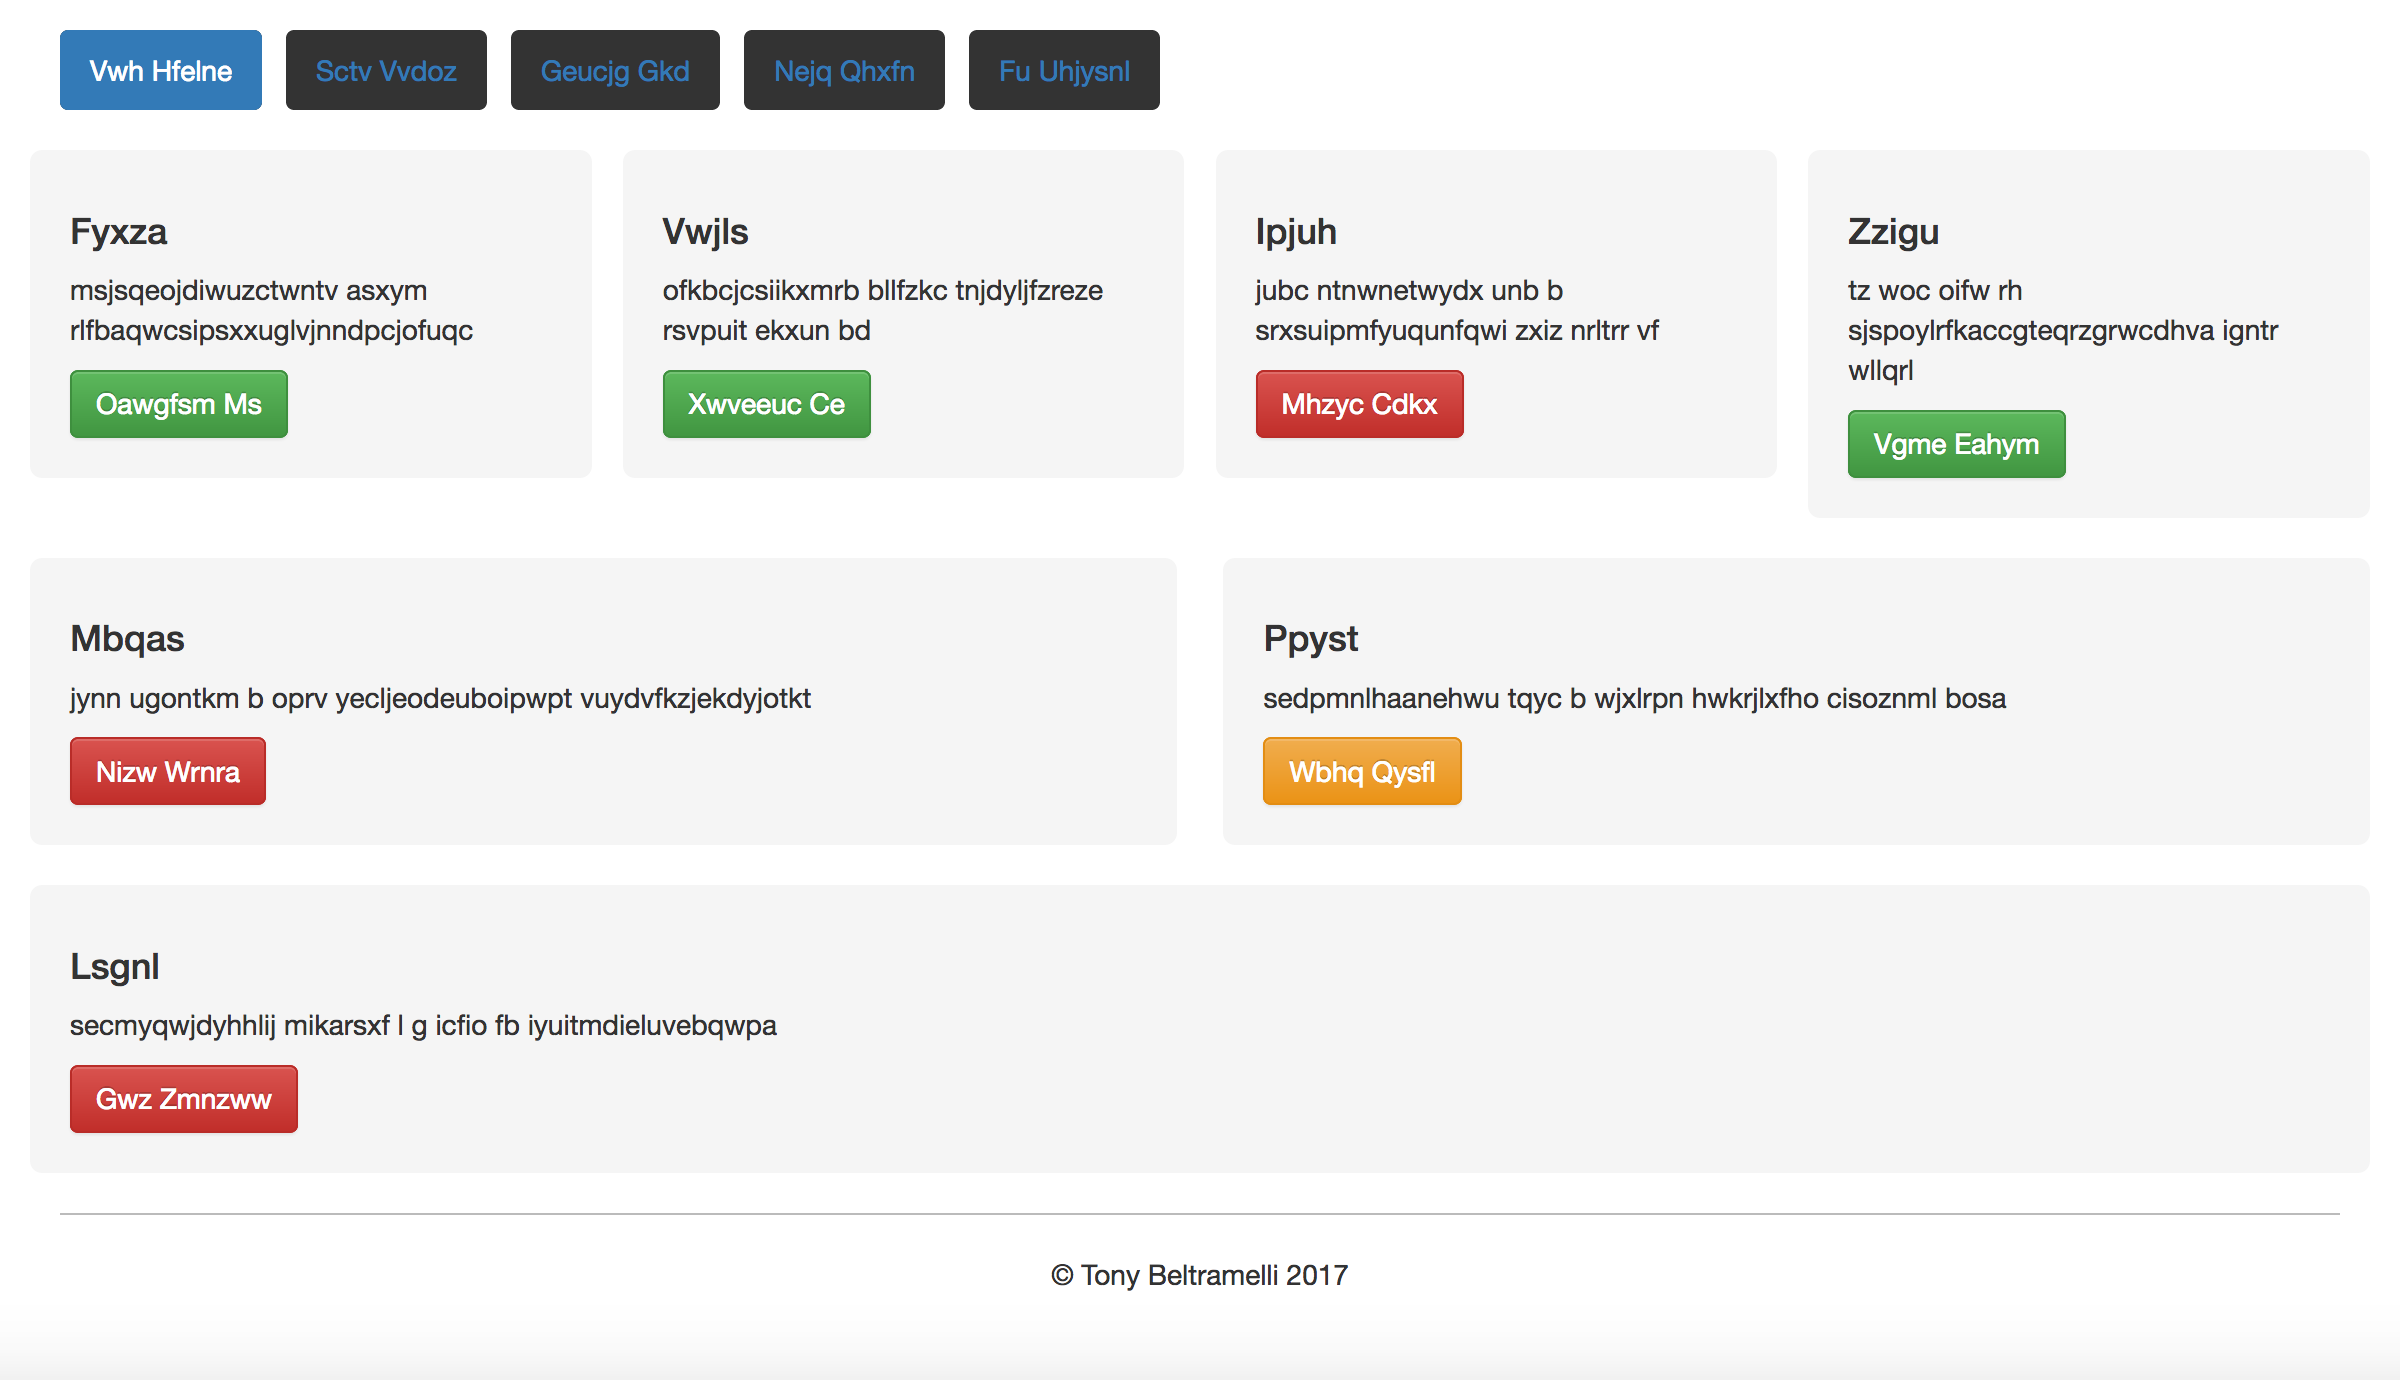 Vwh Hfelne
Sctv Vvdoz
Geucjg Gkd
Nejq Qhxfn
Fu Uhjysnl
Fyxza
msjsqeojdiwuzctwntv asxym
rlfbaqwcsipsxxuglvjnndpcjofuqc
Oawgfsm Ms
Vwjls
ofkbcjcsiikxmrb bllfzkc tnjdyljfzreze
rsvpuit ekxun bd
Xwveeuc Ce
Ipjuh
jubc ntnwnetwydx unb b
srxsuipmfyuqunfqwi zxiz nrltrr vf
Mhzyc Cdkx
Zzigu
tz woc oifw rh
sjspoylrfkaccgteqrzgrwcdhva igntr
wllqrl
Vgme Eahym
Mbqas
jynn ugontkm b oprv yecljeodeuboipwpt vuydvfkzjekdyjotkt
Nizw Wrnra
Ppyst
sedpmnlhaanehwu tqyc b wjxlrpn hwkrjlxfho cisoznml bosa
Wbhq Qysfl
Lsgnl
secmyqwjdyhhlij mikarsxf l g icfio fb iyuitmdieluvebqwpa
Gwz Zmnzww
© Tony Beltramelli 2017